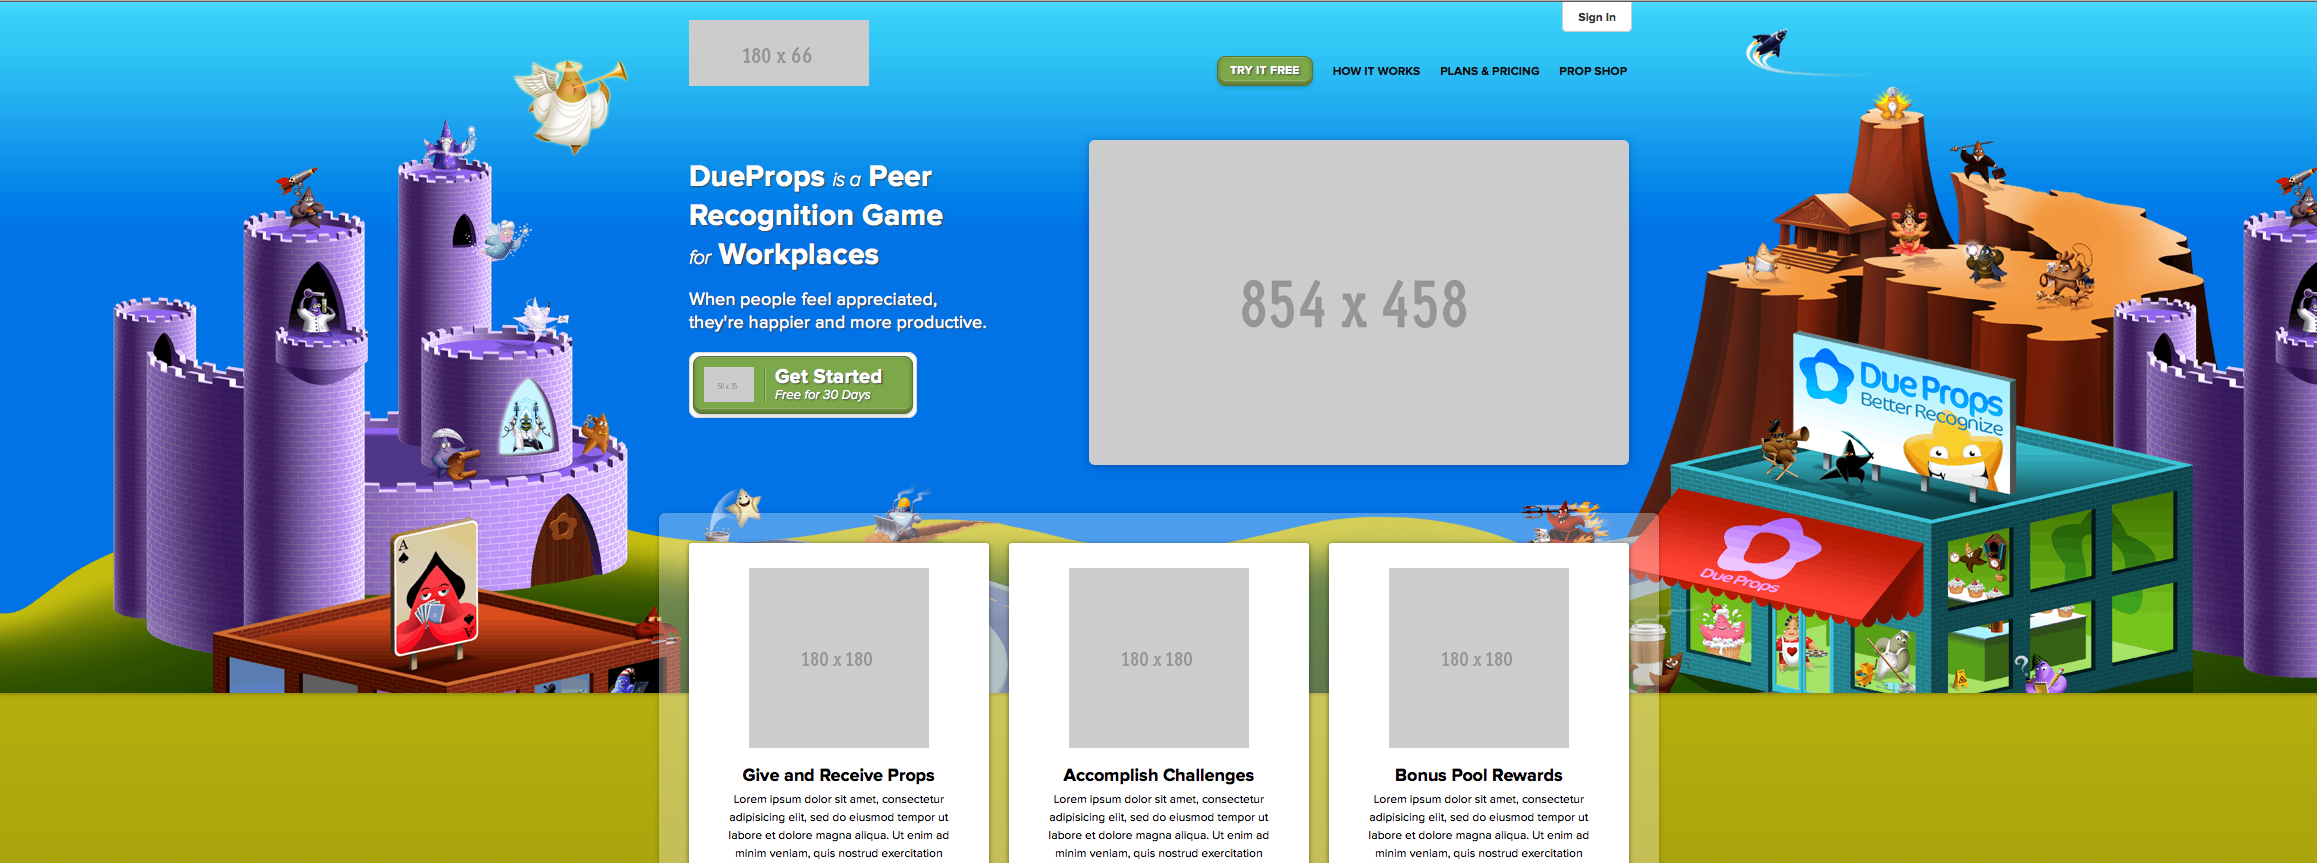 Sign In
180 x 66
TRY IT FREE
HOW IT WORKS
PLANS & PRICING
PROP SHOP
DueProps is a Peer
Recognition Game
for Workplaces
When people feel appreciated,
they're happier and more productive.
50 x 35
Get Started
Free for 30 Days
854 x 458
Due Props
Better Recognize
Due Props
A
A
?
180 x 180
Give and Receive Props
Lorem ipsum dolor sit amet, consectetur
adipisicing elit, sed do eiusmod tempor ut
labore et dolore magna aliqua. Ut enim ad
minim veniam, quis nostrud exercitation
180 x 180
Accomplish Challenges
Lorem ipsum dolor sit amet, consectetur
adipisicing elit, sed do eiusmod tempor ut
labore et dolore magna aliqua. Ut enim ad
minim veniam, quis nostrud exercitation
180 x 180
Bonus Pool Rewards
Lorem ipsum dolor sit amet, consectetur
adipisicing elit, sed do eiusmod tempor ut
labore et dolore magna aliqua. Ut enim ad
minim veniam, quis nostrud exercitation